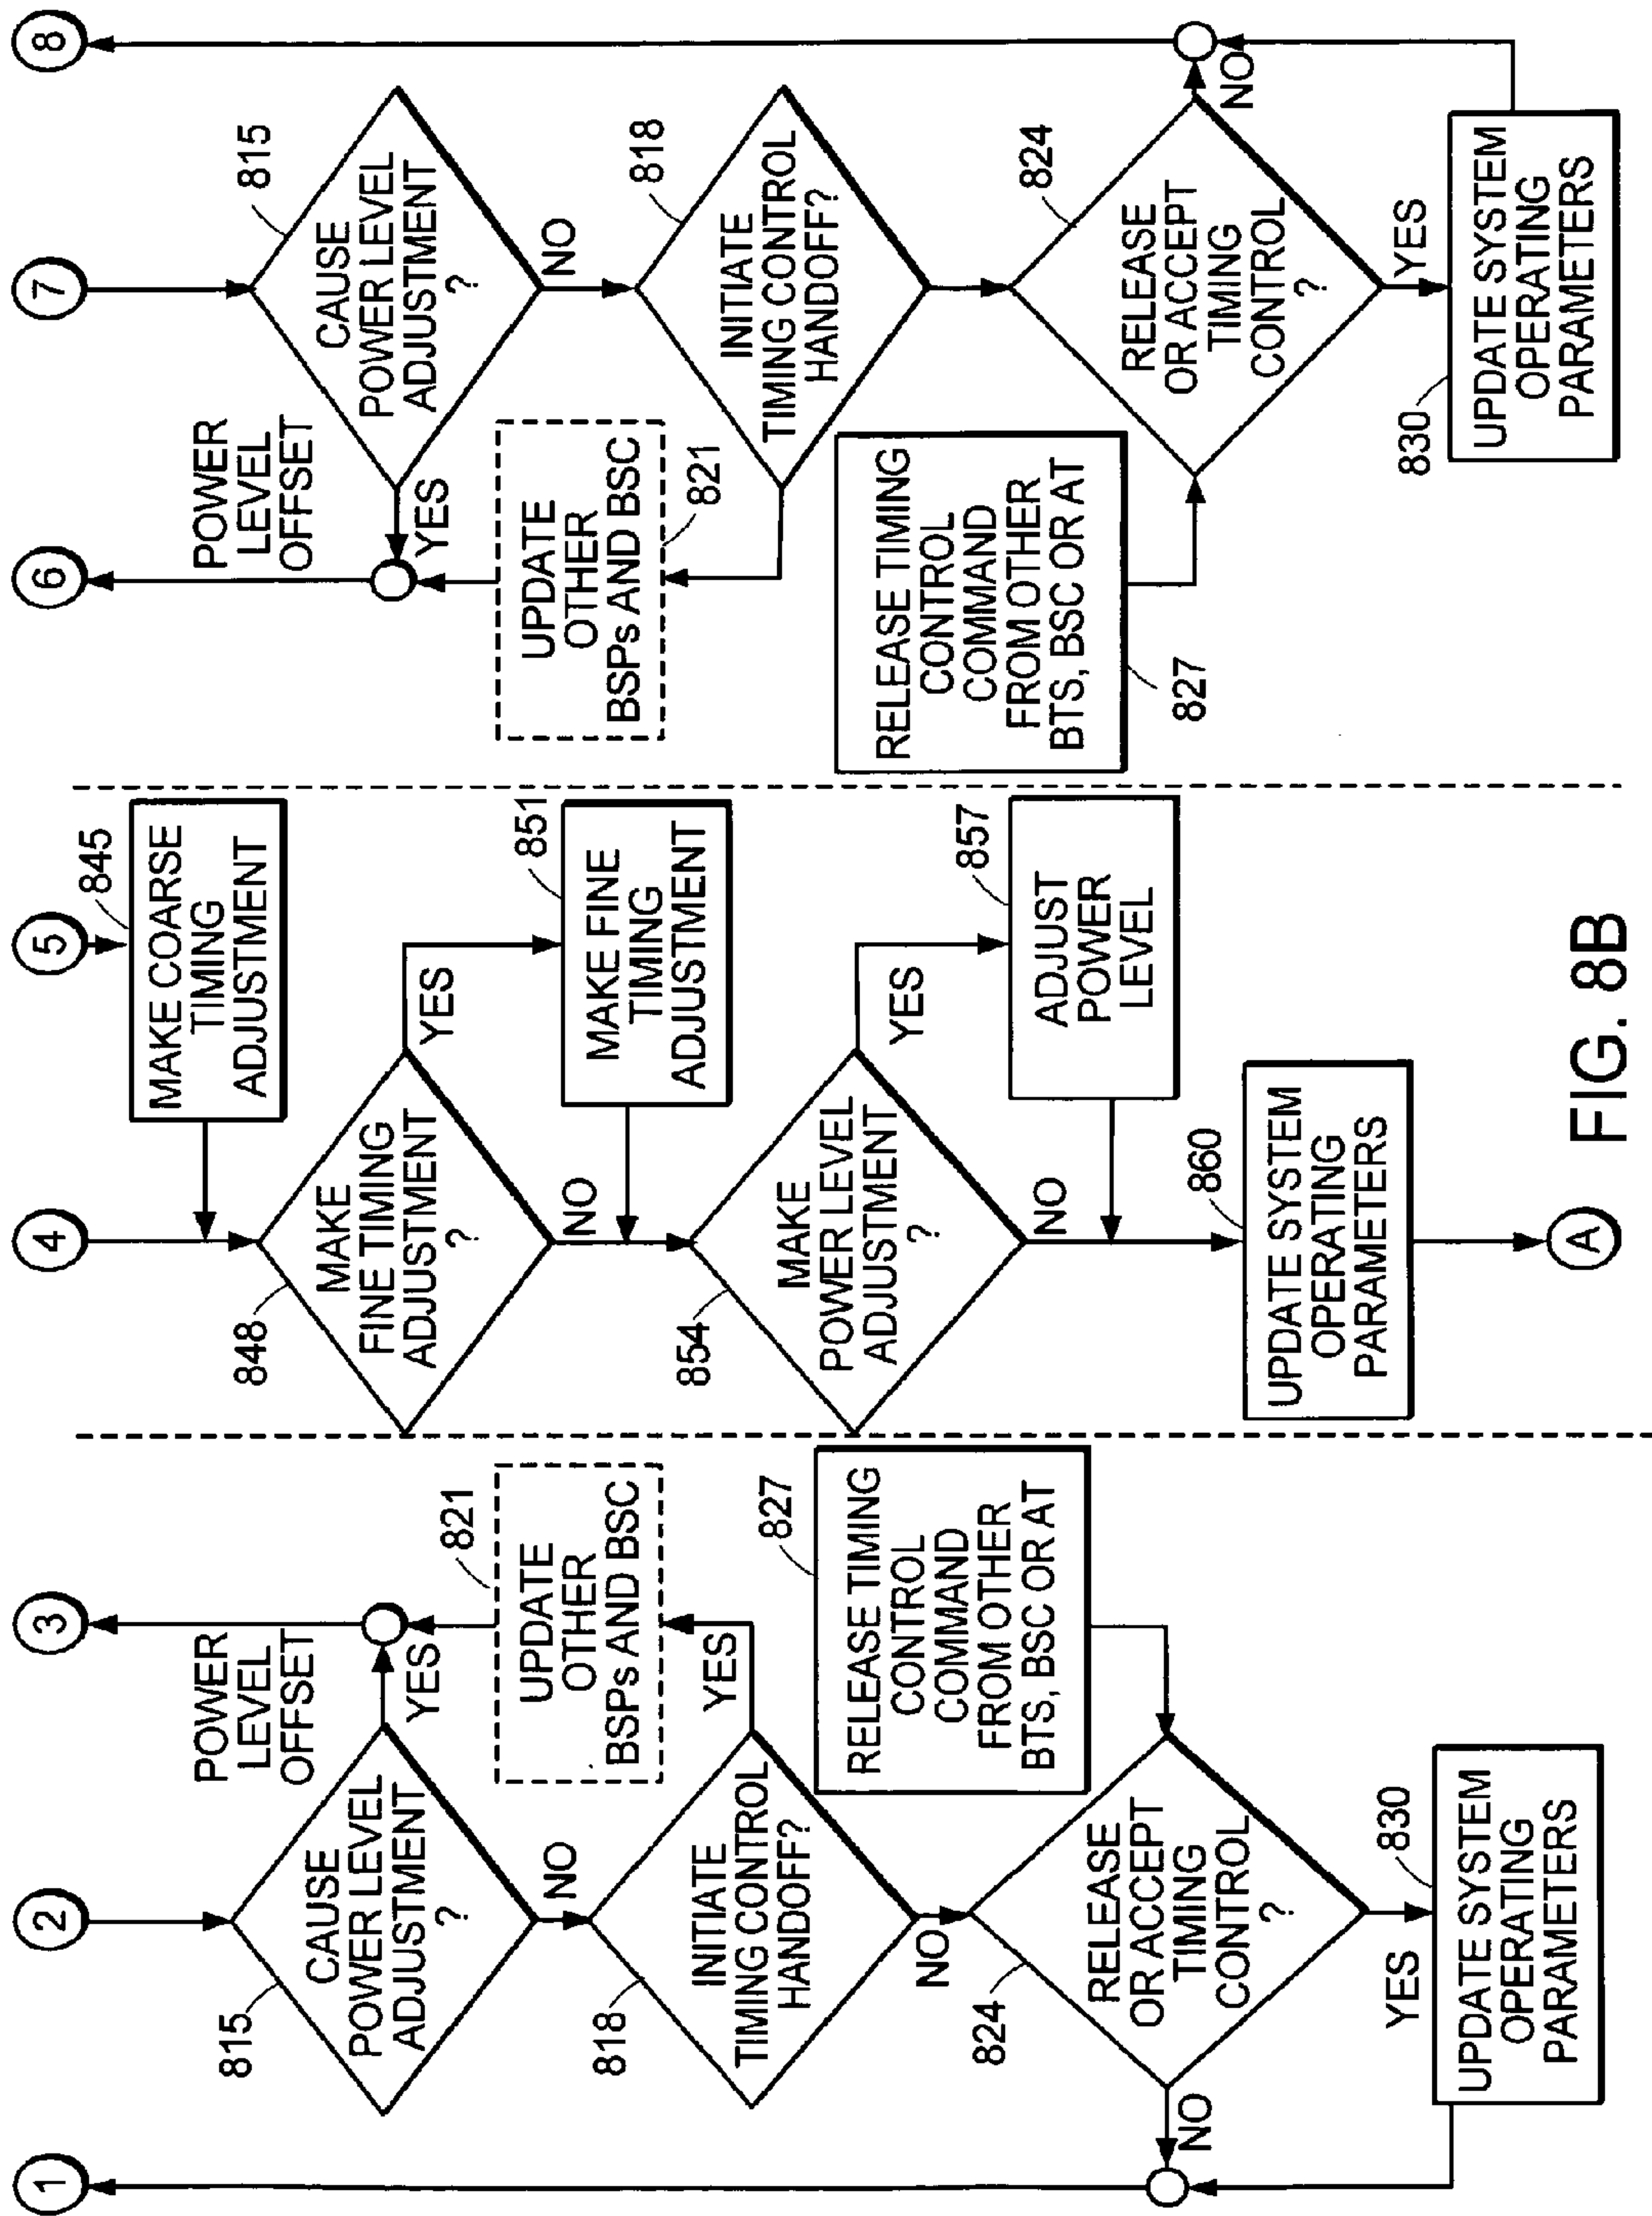 1
2
3
815
CAUSE
POWER LEVEL
ADJUSTMENT
?
YES
POWER
LEVEL
OFFSET
NO
821
UPDATE
OTHER
BSPs AND BSC
818
INITIATE
TIMING CONTROL
HANDOFF?
YES
NO
827
RELEASE TIMING
CONTROL
COMMAND
FROM OTHER
BTS, BSC OR AT
824
RELEASE
OR ACCEPT
TIMING
CONTROL
?
NO
YES
830
UPDATE SYSTEM
OPERATING
PARAMETERS
4
5
845
MAKE COARSE
TIMING
ADJUSTMENT
848
MAKE
FINE TIMING
ADJUSTMENT
?
YES
NO
851
MAKE FINE
TIMING
ADJUSTMENT
854
MAKE
POWER LEVEL
ADJUSTMENT
?
YES
NO
857
ADJUST
POWER
LEVEL
860
UPDATE SYSTEM
OPERATING
PARAMETERS
A
6
7
8
POWER
LEVEL
OFFSET
815
CAUSE
POWER LEVEL
ADJUSTMENT
?
YES
NO
UPDATE
OTHER
BSPs AND BSC
821
818
INITIATE
TIMING CONTROL
HANDOFF?
RELEASE TIMING
CONTROL
COMMAND
FROM OTHER
BTS, BSC OR AT
827
824
RELEASE
OR ACCEPT
TIMING
CONTROL
?
NO
YES
830
UPDATE SYSTEM
OPERATING
PARAMETERS
FIG. 8B